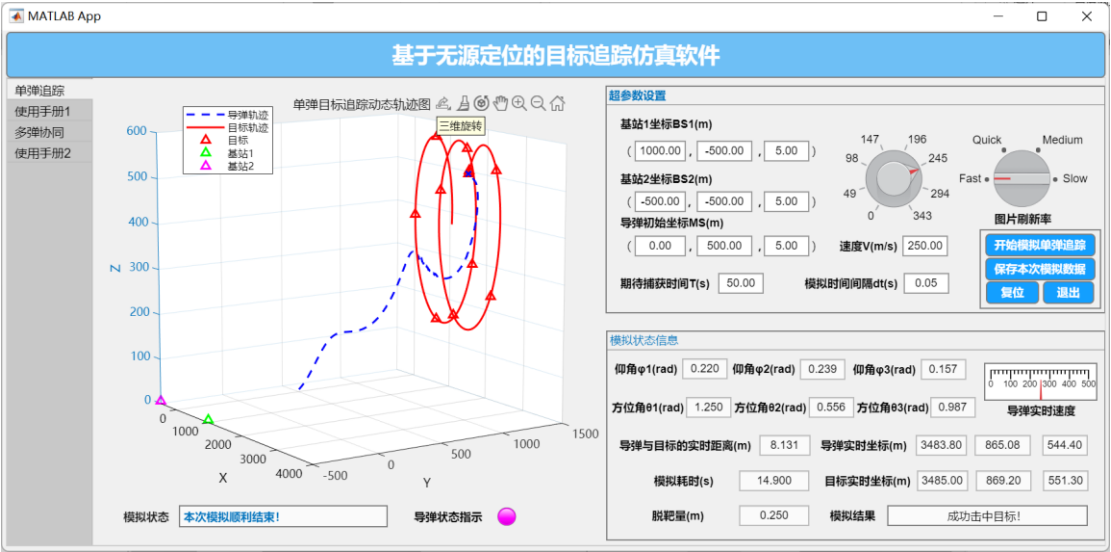 MATLAB App
基于无源定位的目标追踪仿真软件
单弹追踪
使用手册1
多弹协同
使用手册2
单弹目标追踪动态轨迹图
三维旋转
导弹轨迹
目标轨迹
目标
基站1
基站2
600
500
400
300
200
100
0
Z
0
1000
2000
3000
4000
X
-500
0
500
1000
1500
Y
模拟状态 本次模拟顺利结束! 导弹状态指示
超参数设置
基站1坐标BS1(m)
( 1000.00 , -500.00 , 5.00 )
基站2坐标BS2(m)
( -500.00 , -500.00 , 5.00 )
导弹初始坐标MS(m)
( 0.00 , 500.00 , 5.00 ) 速度V(m/s) 250.00
期待捕获时间T(s) 50.00 模拟时间间隔dt(s) 0.05
0 49 98 147 196 245 294 343
Fast Quick Medium Slow
图片刷新率
开始模拟单弹追踪
保存本次模拟数据
复位 退出
模拟状态信息
仰角φ1(rad) 0.220 仰角φ2(rad) 0.239 仰角φ3(rad) 0.157
0 100 200 300 400 500
导弹实时速度
方位角θ1(rad) 1.250 方位角θ2(rad) 0.556 方位角θ3(rad) 0.987
导弹与目标的实时距离(m) 8.131 导弹实时坐标(m) 3483.80 865.08 544.40
模拟耗时(s) 14.900 目标实时坐标(m) 3485.00 869.20 551.30
脱靶量(m) 0.250 模拟结果 成功击中目标!